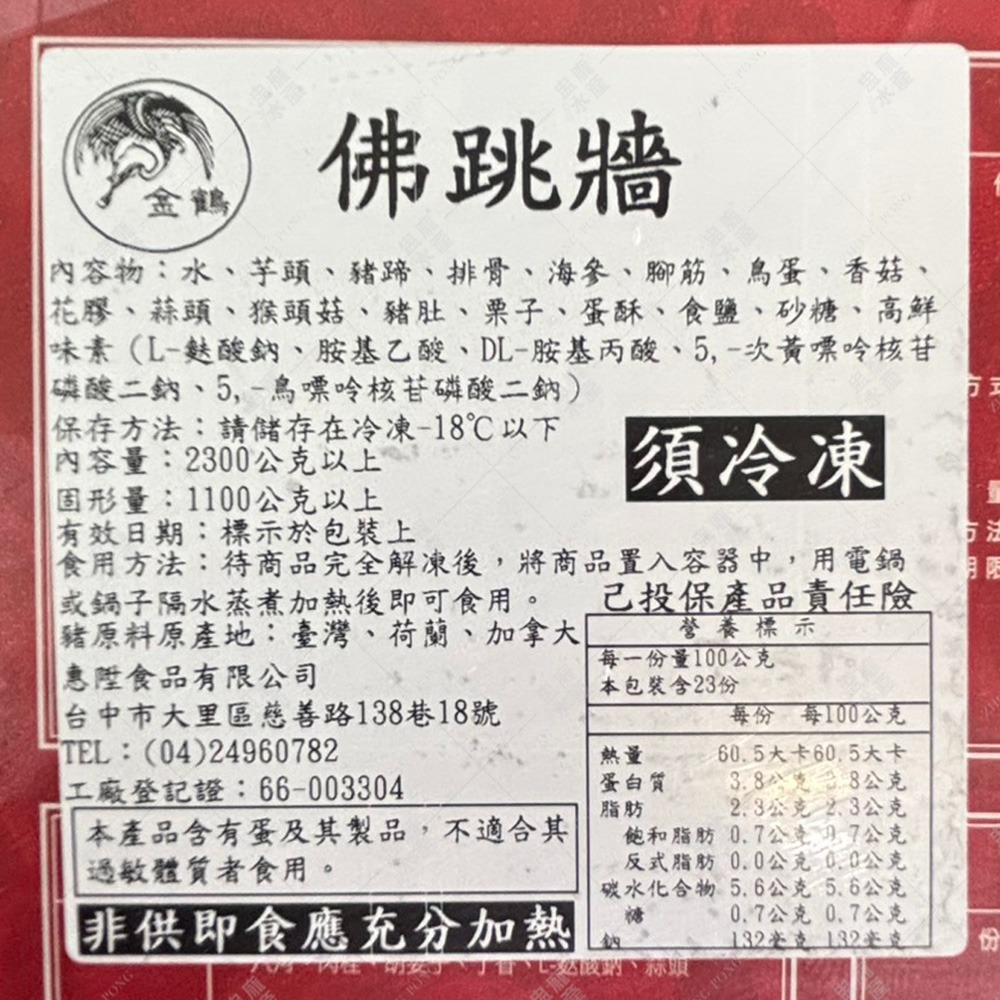 金鶴
佛跳牆
內容物：水、芋頭、豬蹄、排骨、海參、腳筋、鳥蛋、香菇、
花膠、蒜頭、猴頭菇、豬肚、栗子、蛋酥、食鹽、砂糖、高鮮
味素（L-麩酸鈉、胺基乙酸、DL-胺基丙酸、5,-次黃嘌呤核苷
磷酸二鈉、5,-鳥嘌呤核苷磷酸二鈉）
保存方法：請儲存在冷凍-18℃以下
內容量：2300公克以上
固形量：1100公克以上
有效日期：標示於包裝上
須冷凍
食用方法：待商品完全解凍後，將商品置入容器中，用電鍋
或鍋子隔水蒸煮加熱後即可食用。
豬原料原產地：臺灣、荷蘭、加拿大
惠陞食品有限公司
台中市大里區慈善路138巷18號
TEL：(04)24960782
工廠登記證：66-003304
本產品含有蛋及其製品，不適合其
過敏體質者食用。
非供即食應充分加熱
己投保產品責任險
營養標示
每一份量100公克
本包裝含23份
每份 每100公克
熱量 60.5大卡 60.5大卡
蛋白質 3.8公克 3.8公克
脂肪 2.3公克 2.3公克
飽和脂肪 0.7公克 0.7公克
反式脂肪 0.0公克 0.0公克
碳水化合物 5.6公克 5.6公克
糖 0.7公克 0.7公克
鈉 132毫克 132毫克
方式
量
方法
期限
份
、丁香、L-麩酸鈉、蒜頭